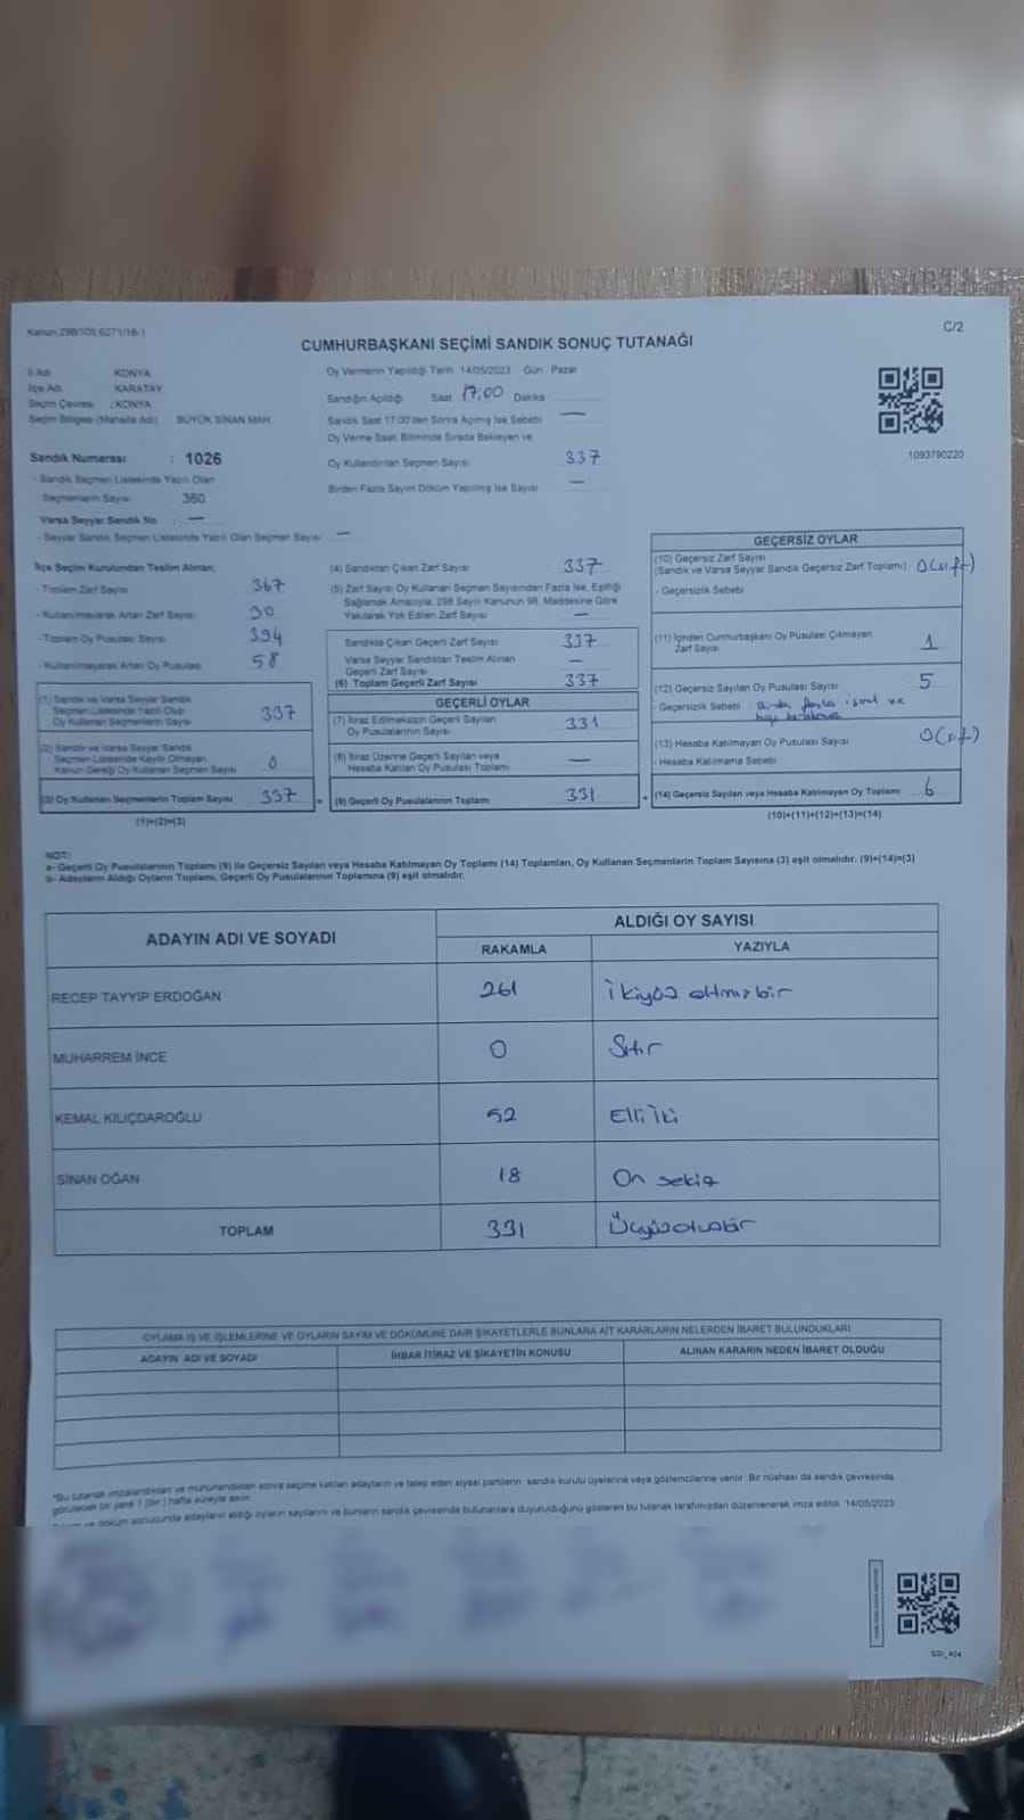 Kanun 298/105 6271/16-1
C/2
CUMHURBAŞKANI SEÇİMİ SANDIK SONUÇ TUTANAĞI
İl Adı : KONYA
İlçe Adı : KARATAY
Seçim Çevresi : KONYA
Seçim Bölgesi (Mahalle Adı) : BÜYÜK SİNAN MAH.
Sandık Numarası : 1026
- Sandık Seçmen Listesinde Yazılı Olan
Seçmenlerin Sayısı 360
Varsa Seyyar Sandık No : —
- Seyyar Sandık Seçmen Listesinde Yazılı Olan Seçmen Sayısı —
Oy Vermenin Yapıldığı Tarih 14/05/2023 Gün : Pazar
Sandığın Açıldığı Saat 17:00 Dakika
Sandık Saat 17:00'den Sonra Açılmış İse Sebebi —
Oy Verme Saati Bitiminde Sırada Bekleyen ve
Oy Kullandırılan Seçmen Sayısı 337
Birden Fazla Sayım Döküm Yapılmış İse Sayısı —
1093790220
İlçe Seçim Kurulundan Teslim Alınan;
- Toplam Zarf Sayısı 367
- Kullanılmayarak Artan Zarf Sayısı 30
- Toplam Oy Pusulası Sayısı 394
- Kullanılmayarak Artan Oy Pusulası 58
(1) Sandık ve Varsa Seyyar Sandık
Seçmen Listesinde Yazılı Olup
Oy Kullanan Seçmenlerin Sayısı 337
(2) Sandık ve Varsa Seyyar Sandık
Seçmen Listesinde Kayıtlı Olmayan
Kanun Gereği Oy Kullanan Seçmen Sayısı 0
(3) Oy Kullanan Seçmenlerin Toplam Sayısı 337
(1)+(2)=(3)
(4) Sandıktan Çıkan Zarf Sayısı 337
(5) Zarf Sayısı Oy Kullanan Seçmen Sayısından Fazla İse, Eşitliği
Sağlamak Amacıyla, 298 Sayılı Kanunun 98. Maddesine Göre
Yakılarak Yok Edilen Zarf Sayısı —
Sandıkta Çıkan Geçerli Zarf Sayısı 337
Varsa Seyyar Sandıktan Teslim Alınan
Geçerli Zarf Sayısı —
(6) Toplam Geçerli Zarf Sayısı 337
GEÇERLİ OYLAR
(7) İtiraz Edilmeksizin Geçerli Sayılan
Oy Pusulalarının Sayısı 331
(8) İtiraz Üzerine Geçerli Sayılan veya
Hesaba Katılan Oy Pusulası Toplamı —
(9) Geçerli Oy Pusulalarının Toplamı 331
GEÇERSİZ OYLAR
(10) Geçersiz Zarf Sayısı
(Sandık ve Varsa Seyyar Sandık Geçersiz Zarf Toplamı) 0(sıfır)
- Geçersizlik Sebebi
(11) İçinden Cumhurbaşkanı Oy Pusulası Çıkmayan
Zarf Sayısı 1
(12) Geçersiz Sayılan Oy Pusulası Sayısı 5
- Geçersizlik Sebebi fazla ve
(13) Hesaba Katılmayan Oy Pusulası Sayısı
- Hesaba Katılmama Sebebi
(14) Geçersiz Sayılan veya Hesaba Katılmayan Oy Toplamı 6
(10)+(11)+(12)+(13)=(14)
NOT:
a- Geçerli Oy Pusulalarının Toplamı (9) ile Geçersiz Sayılan veya Hesaba Katılmayan Oy Toplamı (14) Toplamları, Oy Kullanan Seçmenlerin Toplam Sayısına (3) eşit olmalıdır. (9)+(14)=(3)
b- Adayların Aldığı Oyların Toplamı, Geçerli Oy Pusulalarının Toplamına (9) eşit olmalıdır.
ADAYIN ADI VE SOYADI
ALDIĞI OY SAYISI
RAKAMLA YAZIYLA
RECEP TAYYİP ERDOĞAN 261 İkiyüz altmış bir
MUHARREM İNCE 0 Sıfır
KEMAL KILIÇDAROĞLU 52 Elli iki
SİNAN OĞAN 18 On sekiz
TOPLAM 331 Üçyüzotuzbir
OYLAMA İŞ VE İŞLEMLERİNE VE OYLARIN SAYIM VE DÖKÜMÜNE DAİR ŞİKAYETLERLE BUNLARA AİT KARARLARIN NELERDEN İBARET BULUNDUKLARI
ADAYIN ADI VE SOYADI İHBAR İTİRAZ VE ŞİKAYETİN KONUSU ALINAN KARARIN NEDEN İBARET OLDUĞU
*Bu tutanak imzalandıktan ve mühürlendikten sonra seçime katılan adayların ve talep eden siyasi partilerin sandık kurulu üyelerine veya gözlemcilerine verilir. Bir nüshası da sandık çevresinde
görülecek bir yere 1 (bir) hafta süreyle asılır.
ve döküm sonucunda adayların aldığı oyların sayılarını ve bunların sandık çevresinde bulunanlara duyurulduğunu gösteren bu tutanak tarafımızdan düzenlenerek imza edildi. 14/05/2023